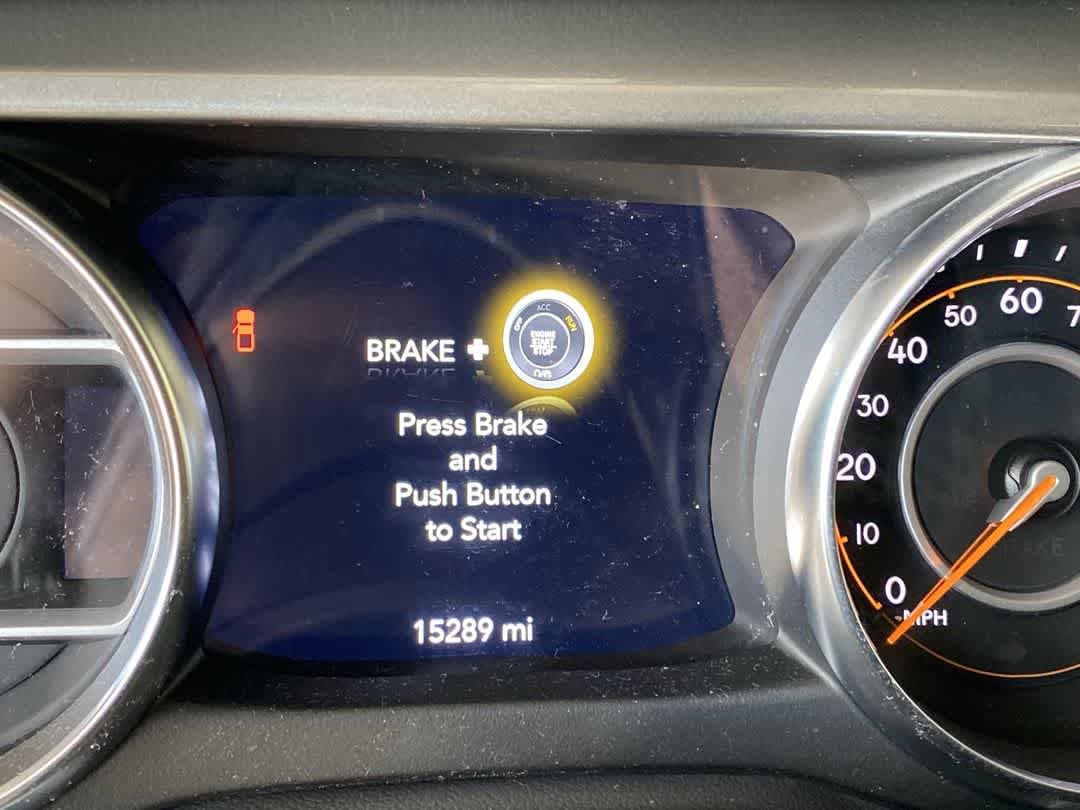 BRAKE +
OFF ACC RUN
ENGINE
START
STOP
Press Brake
and
Push Button
to Start
15289 mi
60
50
40
30
20
10
0
MPH
BRAKE